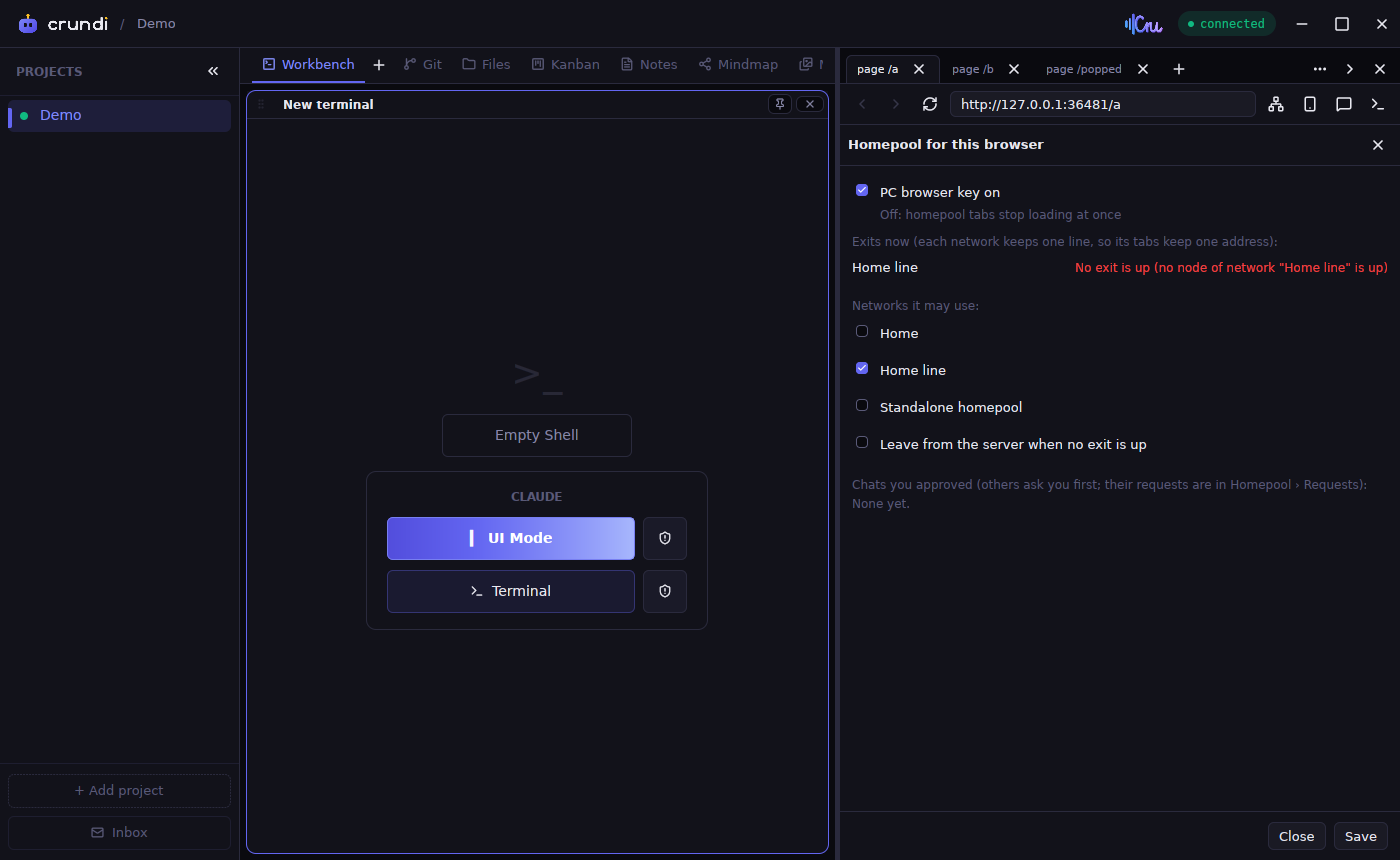 crundi / Demo
Cru
connected
PROJECTS
Demo
+ Add project
Inbox
Workbench
Git
Files
Kanban
Notes
Mindmap
New terminal
>_
Empty Shell
CLAUDE
UI Mode
Terminal
page /a
page /b
page /popped
http://127.0.0.1:36481/a
Homepool for this browser
PC browser key on
Off: homepool tabs stop loading at once
Exits now (each network keeps one line, so its tabs keep one address):
Home line
No exit is up (no node of network "Home line" is up)
Networks it may use:
Home
Home line
Standalone homepool
Leave from the server when no exit is up
Chats you approved (others ask you first; their requests are in Homepool › Requests):
None yet.
Close
Save